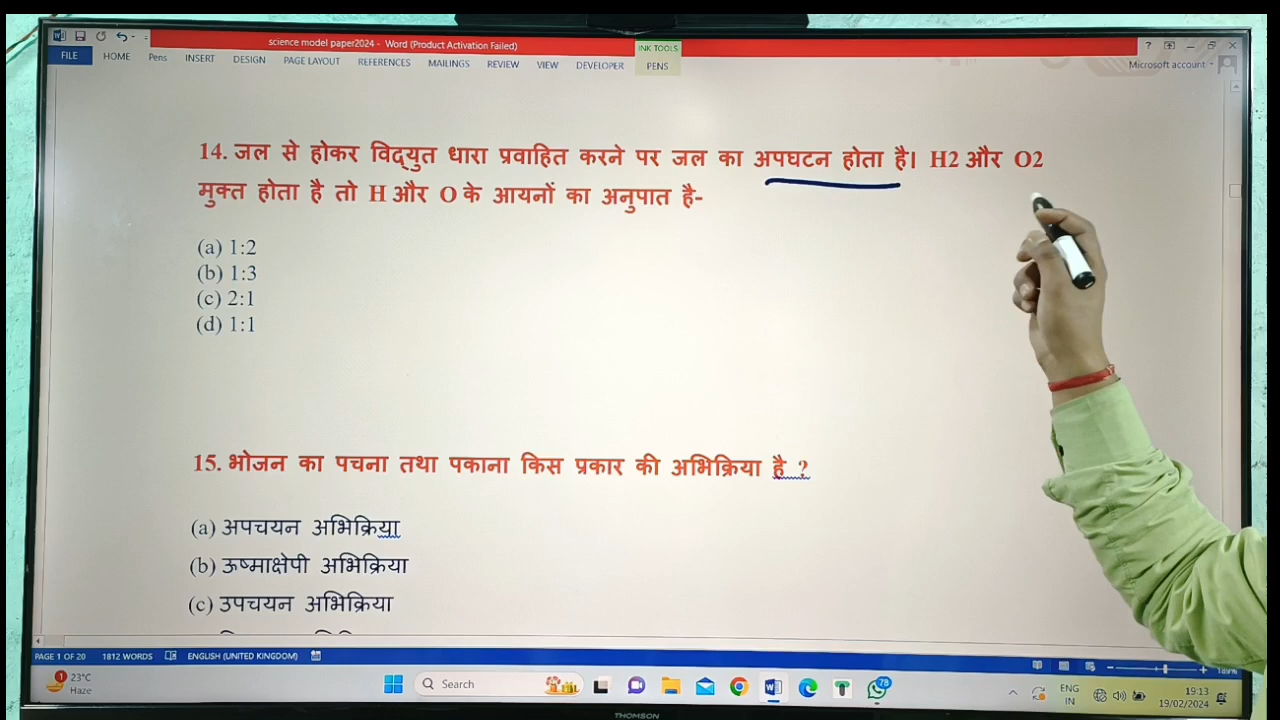 science model paper2024 - Word (Product Activation Failed)
INK TOOLS
FILE HOME Pens INSERT DESIGN PAGE LAYOUT REFERENCES MAILINGS REVIEW VIEW DEVELOPER PENS
Microsoft account
14. जल से होकर विद्युत धारा प्रवाहित करने पर जल का अपघटन होता है। H2 और O2
मुक्त होता है तो H और O के आयनों का अनुपात है-
(a) 1:2
(b) 1:3
(c) 2:1
(d) 1:1
15. भोजन का पचना तथा पकाना किस प्रकार की अभिक्रिया है ?
(a) अपचयन अभिक्रिया
(b) ऊष्माक्षेपी अभिक्रिया
(c) उपचयन अभिक्रिया
PAGE 1 OF 20 1812 WORDS ENGLISH (UNITED KINGDOM)
1
23°C
Haze
Search
78
ENG
IN
19:13
19/02/2024
THOMSON